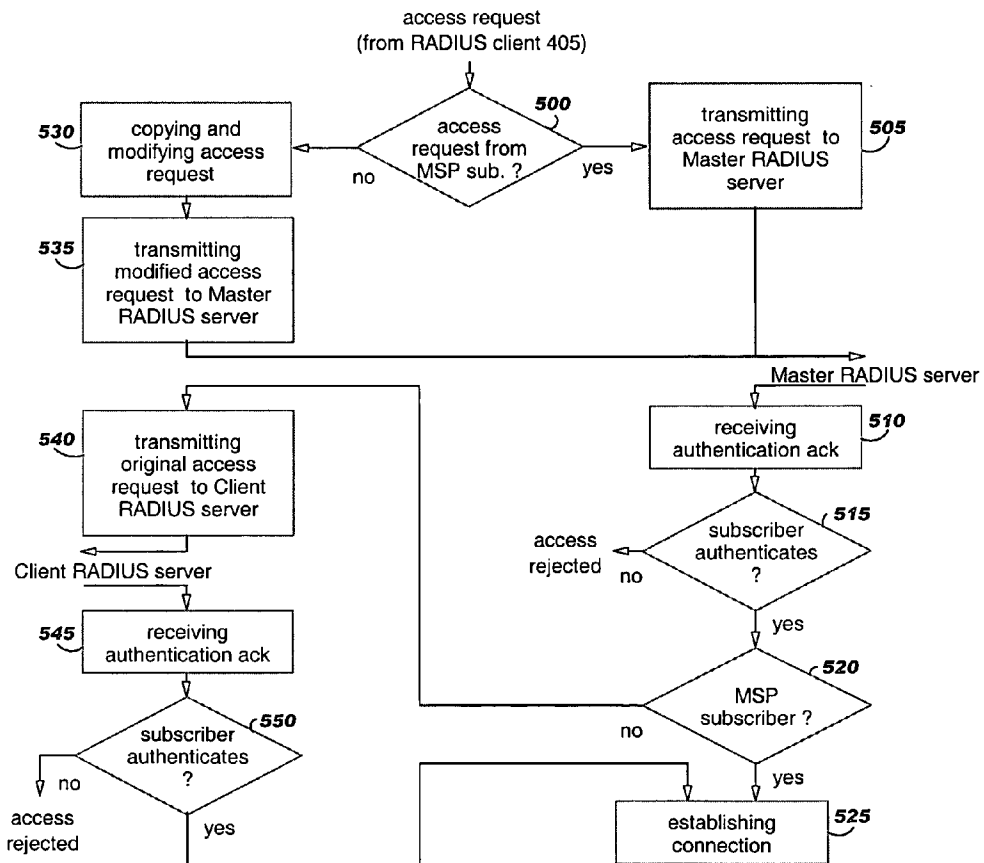 access request
(from RADIUS client 405)
500
access
request from
MSP sub. ?
no
yes
530
copying and
modifying access
request
transmitting
access request to
Master RADIUS
server
505
535
transmitting
modified access
request to Master
RADIUS server
Master RADIUS server
540
transmitting
original access
request to Client
RADIUS server
receiving
authentication ack
510
515
subscriber
authenticates
?
access
rejected
no
yes
Client RADIUS server
545
receiving
authentication ack
520
MSP
subscriber ?
no
yes
550
subscriber
authenticates
?
no
access
rejected
yes
establishing
connection
525